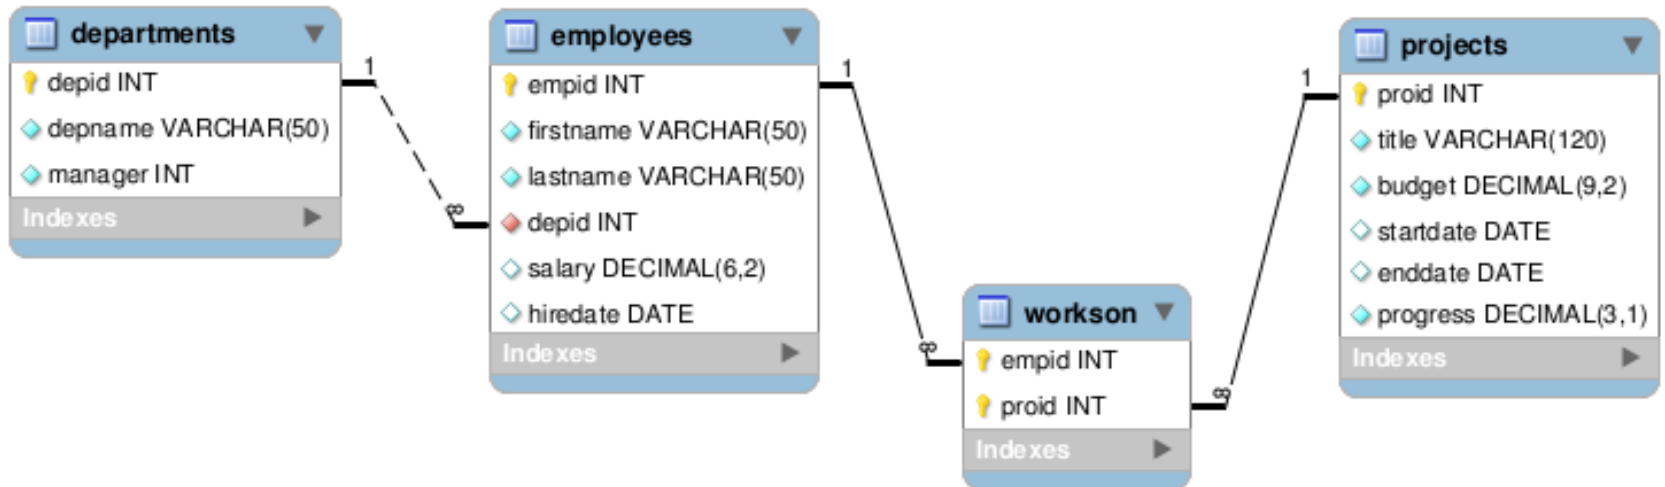 departments
depid INT
depname VARCHAR(50)
manager INT
Indexes
1
∞
employees
empid INT
firstname VARCHAR(50)
lastname VARCHAR(50)
depid INT
salary DECIMAL(6,2)
hiredate DATE
Indexes
1
∞
workson
empid INT
proid INT
Indexes
∞
1
projects
proid INT
title VARCHAR(120)
budget DECIMAL(9,2)
startdate DATE
enddate DATE
progress DECIMAL(3,1)
Indexes